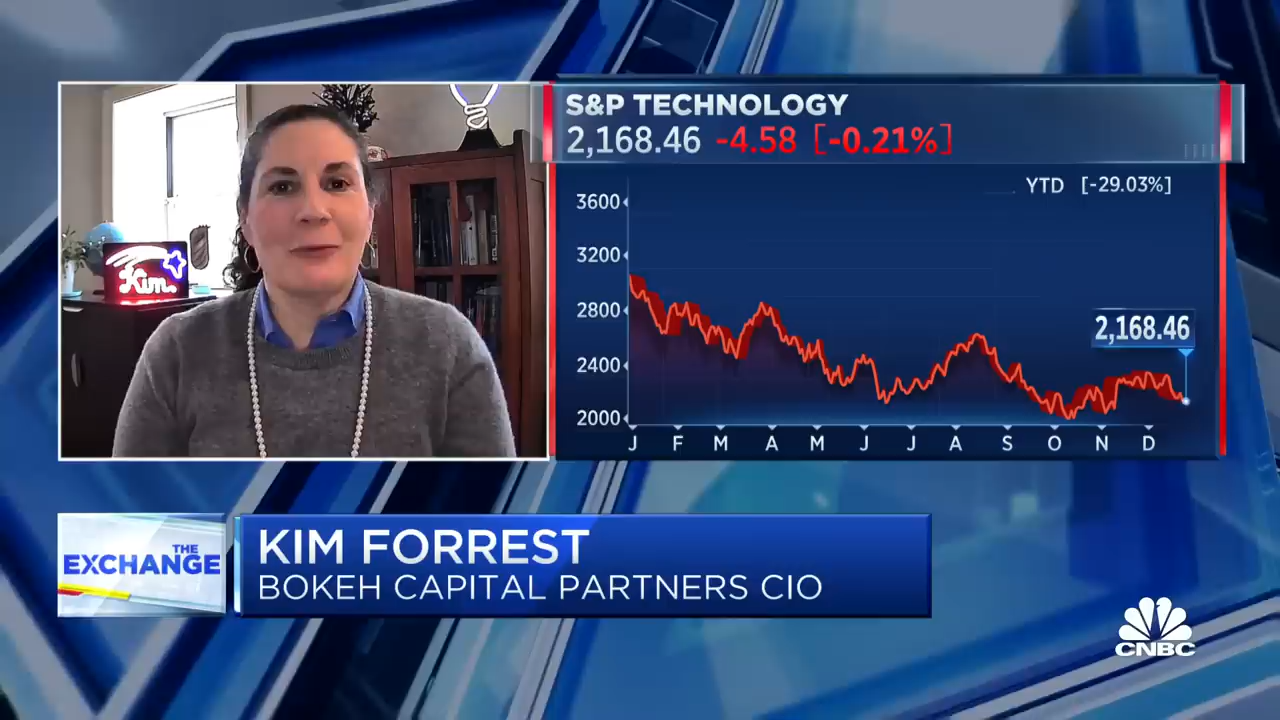 S&P TECHNOLOGY
2,168.46 -4.58 [-0.21%]
YTD [-29.03%]
3600
3200
2800
2400
2000
2,168.46
J F M A M J J A S O N D
Kim
THE
EXCHANGE
KIM FORREST
BOKEH CAPITAL PARTNERS CIO
CNBC